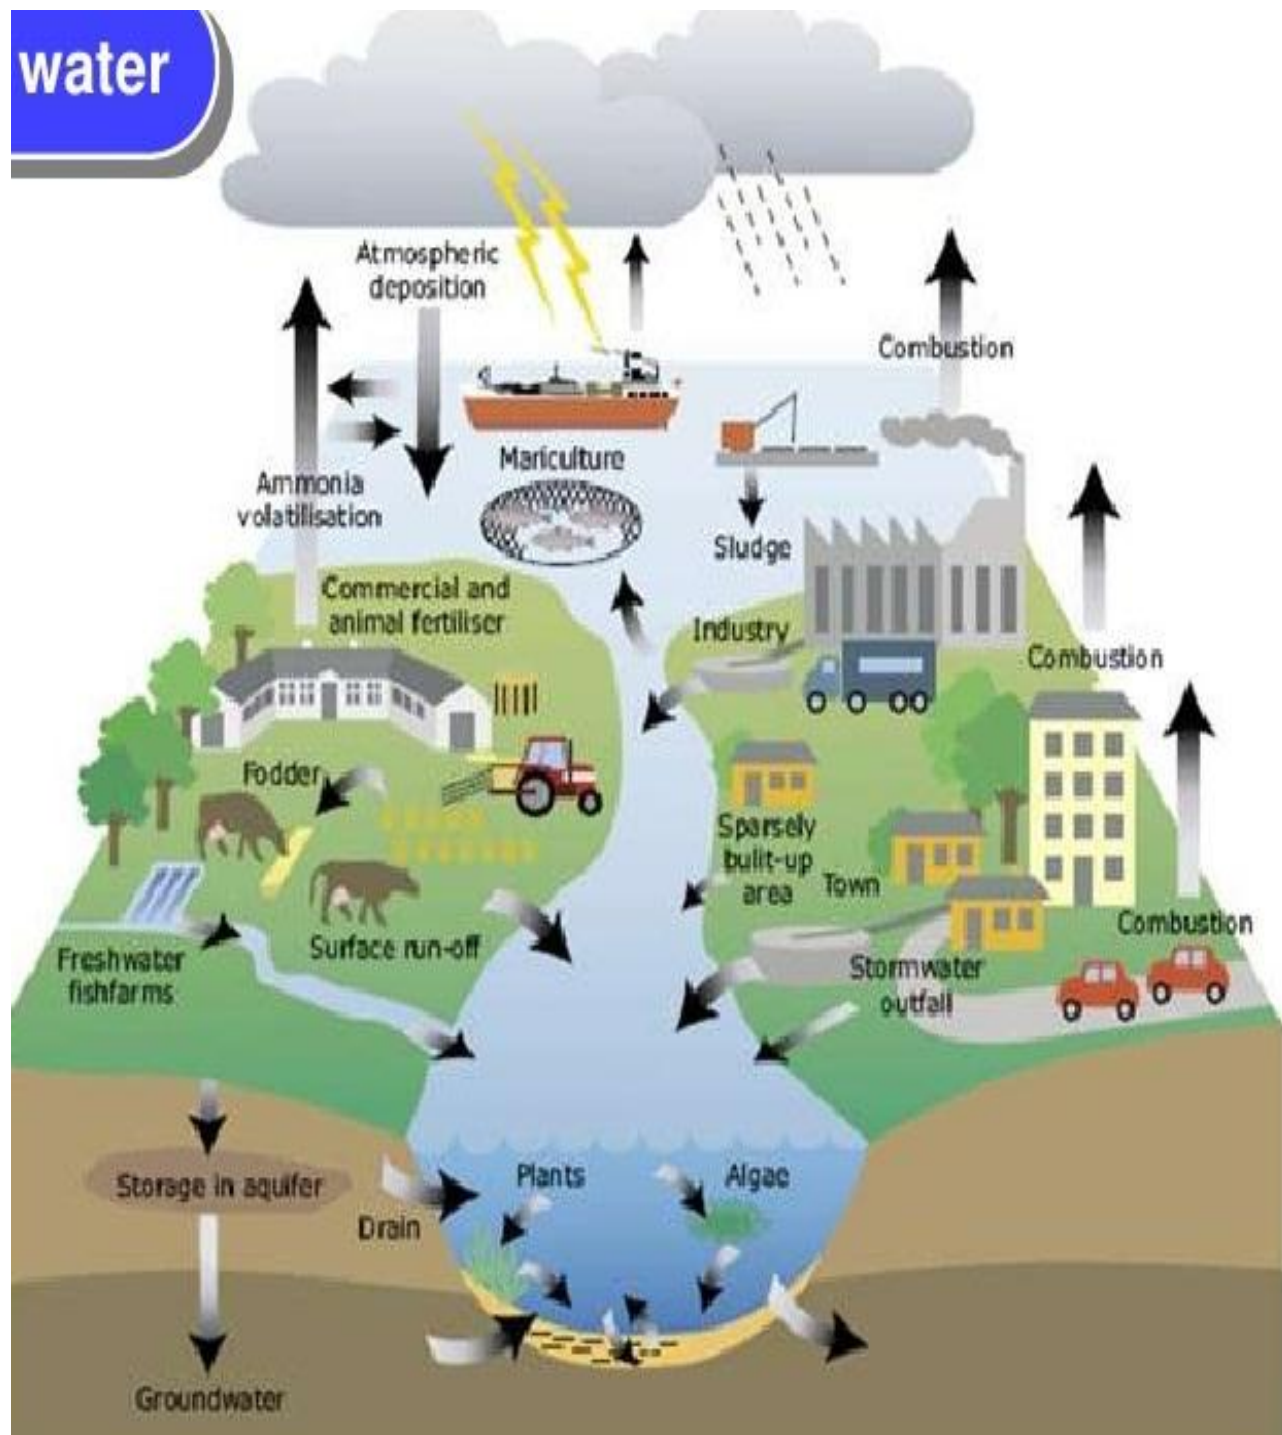 water
Atmospheric
deposition
Combustion
Mariculture
Ammonia
volatilisation
Sludge
Commercial and
animal fertiliser
Industry
Combustion
Fodder
Sparsely
bulit-up
area
Town
Combustion
Surface run-off
Freshwater
fishfarms
Stormwater
outfall
Plants
Algae
Storage in aquifer
Drain
Groundwater